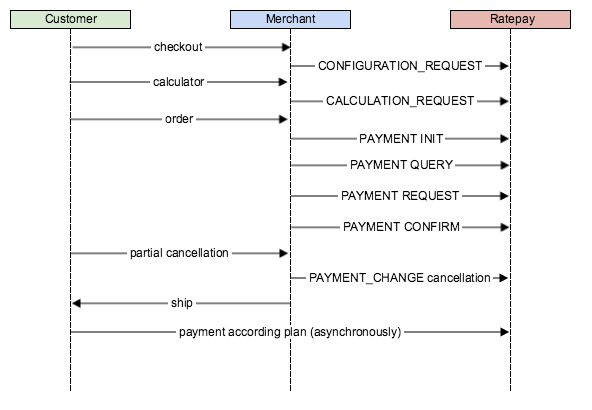 Customer
Merchant
Ratepay
checkout
CONFIGURATION_REQUEST
calculator
CALCULATION_REQUEST
order
PAYMENT INIT
PAYMENT QUERY
PAYMENT REQUEST
PAYMENT CONFIRM
partial cancellation
PAYMENT_CHANGE cancellation
ship
payment according plan (asynchronously)